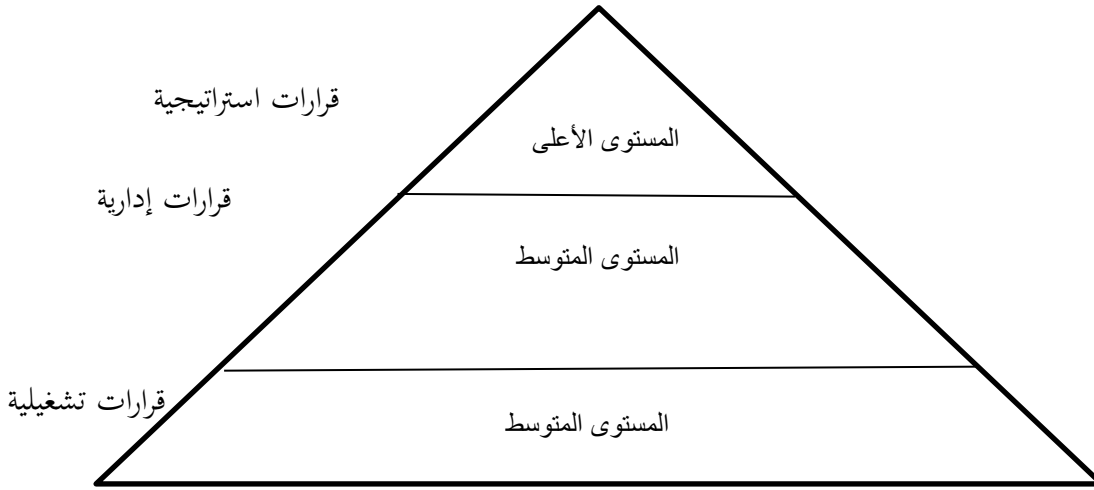 قرارات استراتيجية
المستوى الأعلى
قرارات إدارية
المستوى المتوسط
قرارات تشغيلية
المستوى المتوسط